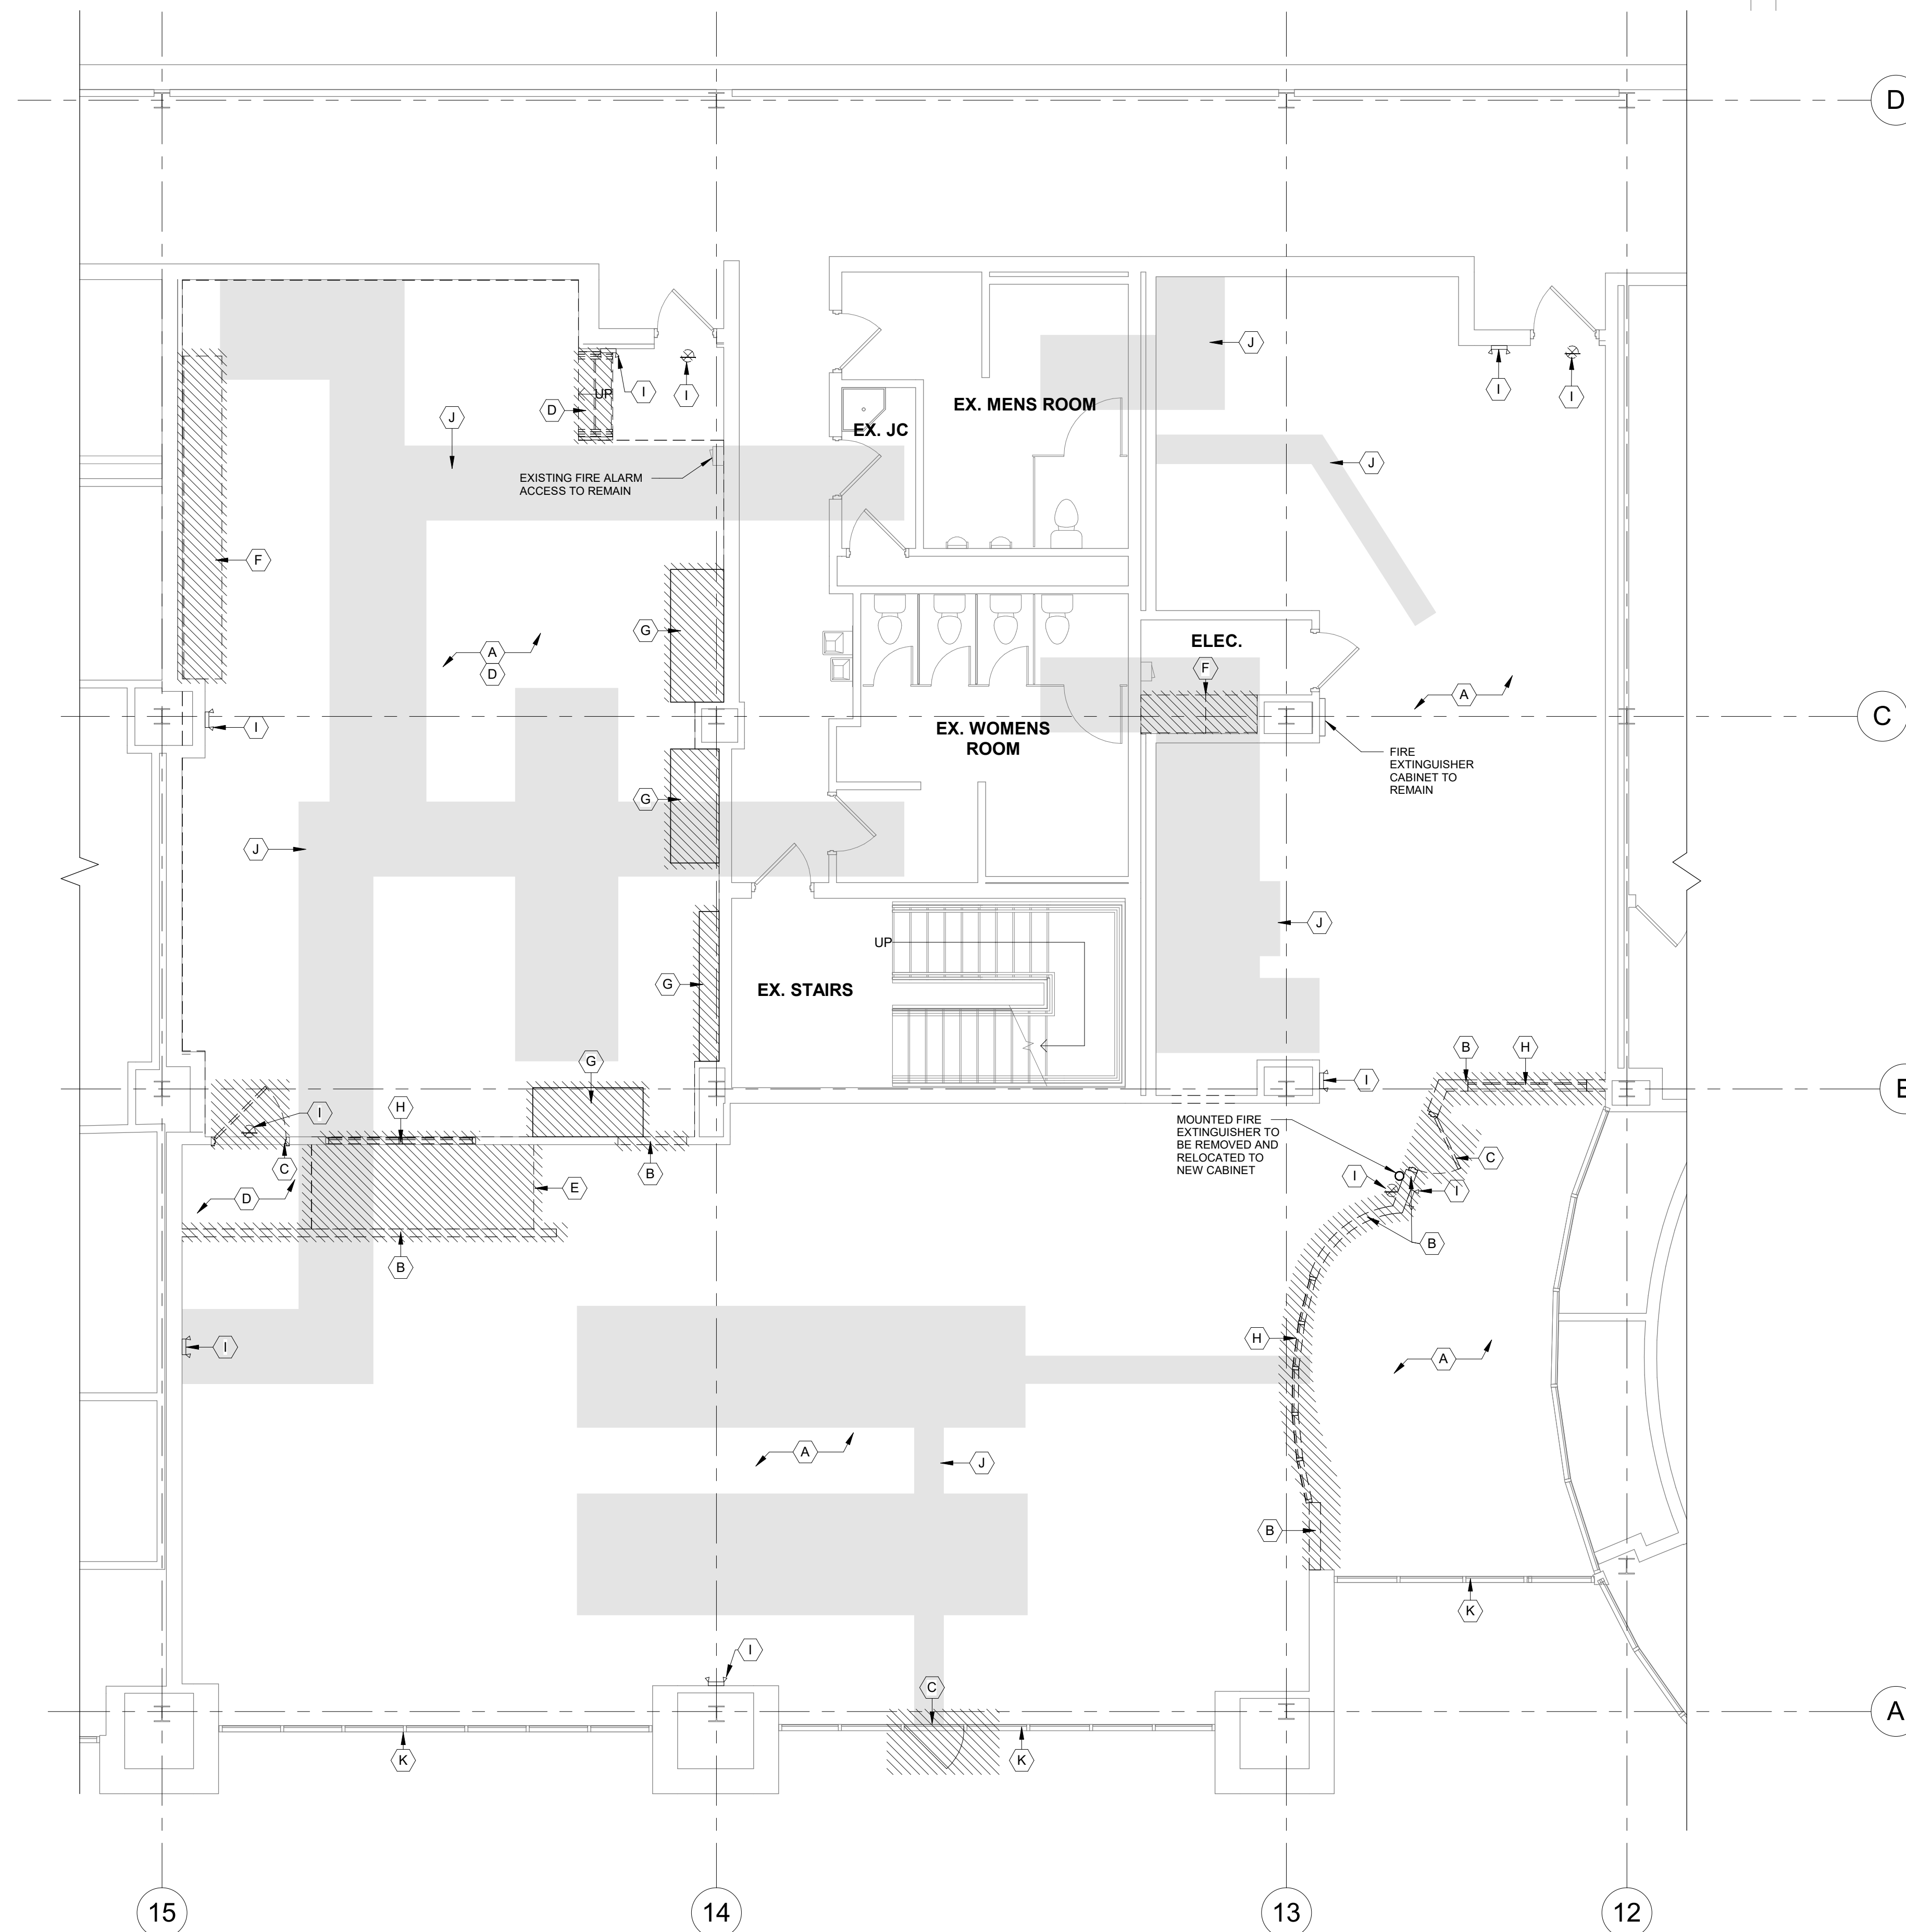 D
J
I
I
I
I
D
UP
EX. MENS ROOM
EX. JC
J
J
EXISTING FIRE ALARM
ACCESS TO REMAIN
F
G
A
D
ELEC.
F
A
I
EX. WOMENS
ROOM
C
FIRE
EXTINGUISHER
CABINET TO
REMAIN
G
J
UP
J
G
EX. STAIRS
G
B
H
I
H
I
B
MOUNTED FIRE
EXTINGUISHER TO
BE REMOVED AND
RELOCATED TO
NEW CABINET
C
B
C
I
I
D
E
B
B
I
H
A
A
J
B
K
I
C
A
K
K
15
14
13
12